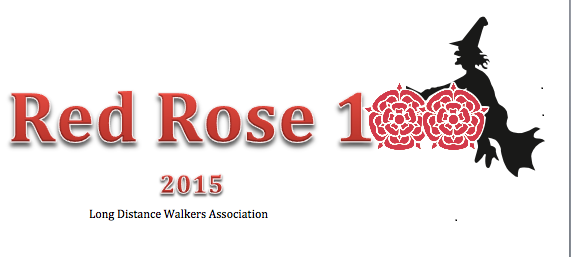 Red Rose 100
2015
Long Distance Walkers Association